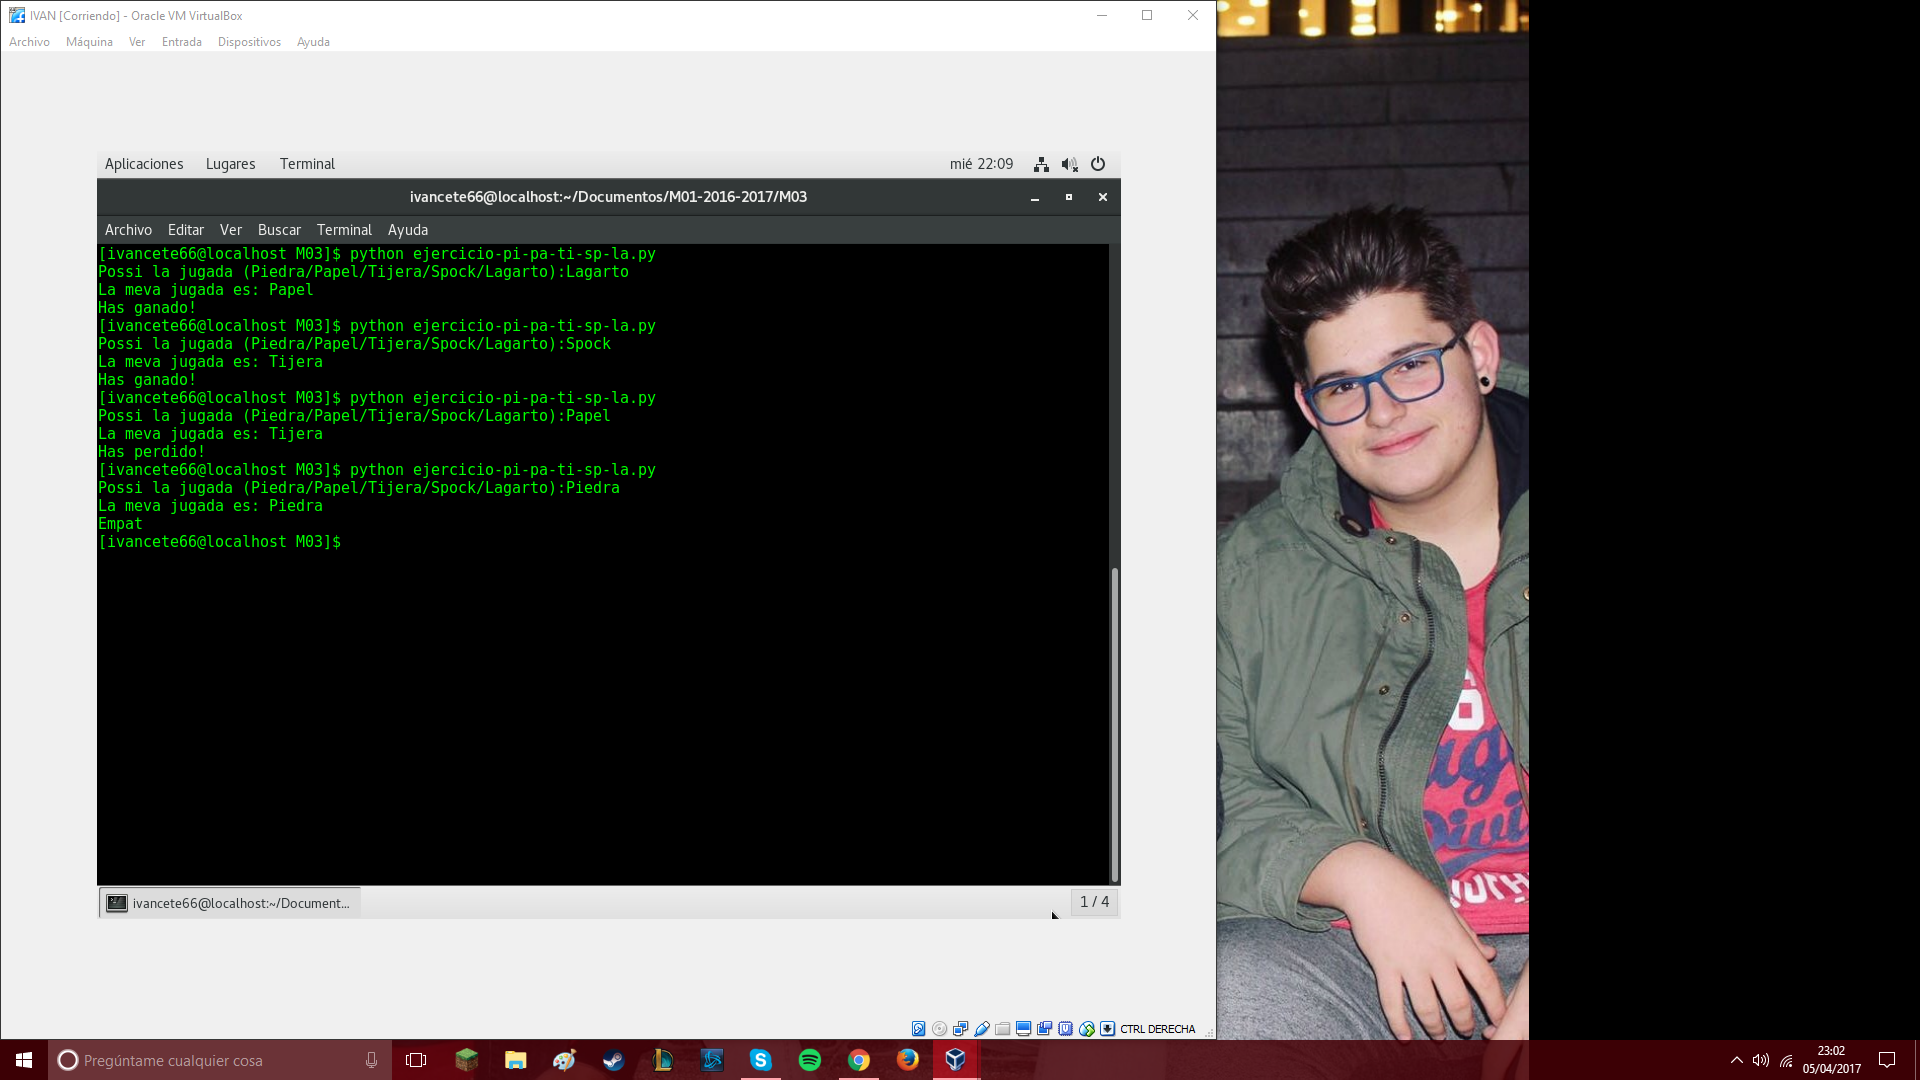 IVAN [Corriendo] - Oracle VM VirtualBox
Archivo Máquina Ver Entrada Dispositivos Ayuda
Aplicaciones Lugares Terminal mié 22:09
ivancete66@localhost:~/Documentos/M01-2016-2017/M03
Archivo Editar Ver Buscar Terminal Ayuda
[ivancete66@localhost M03]$ python ejercicio-pi-pa-ti-sp-la.py
Possi la jugada (Piedra/Papel/Tijera/Spock/Lagarto):Lagarto
La meva jugada es: Papel
Has ganado!
[ivancete66@localhost M03]$ python ejercicio-pi-pa-ti-sp-la.py
Possi la jugada (Piedra/Papel/Tijera/Spock/Lagarto):Spock
La meva jugada es: Tijera
Has ganado!
[ivancete66@localhost M03]$ python ejercicio-pi-pa-ti-sp-la.py
Possi la jugada (Piedra/Papel/Tijera/Spock/Lagarto):Papel
La meva jugada es: Tijera
Has perdido!
[ivancete66@localhost M03]$ python ejercicio-pi-pa-ti-sp-la.py
Possi la jugada (Piedra/Papel/Tijera/Spock/Lagarto):Piedra
La meva jugada es: Piedra
Empat
[ivancete66@localhost M03]$
ivancete66@localhost:~/Document... 1 / 4
CTRL DERECHA
Pregúntame cualquier cosa
23:02
05/04/2017